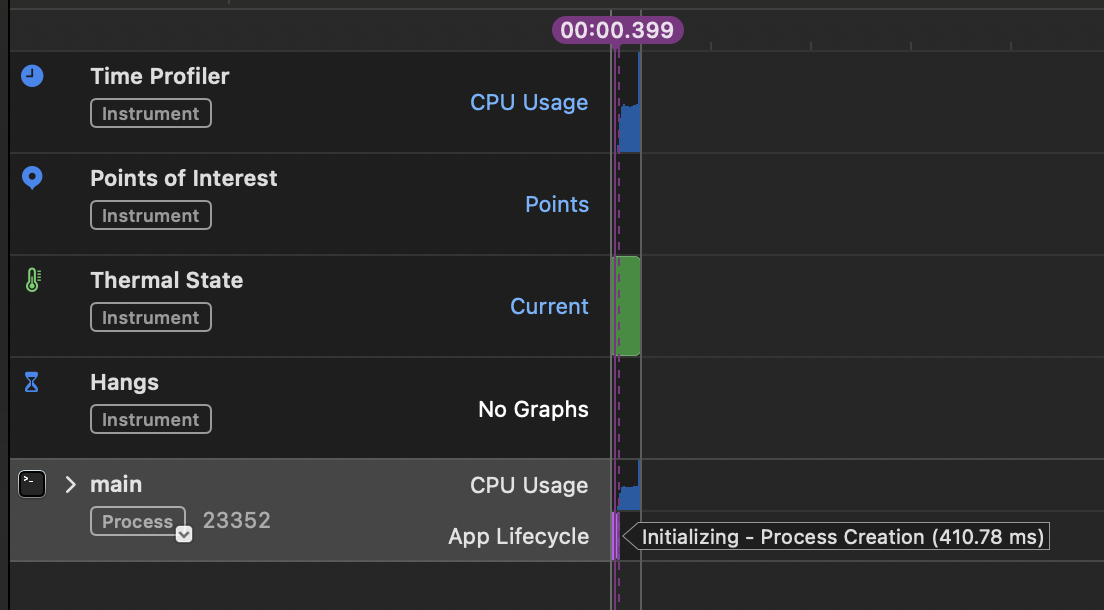 00:00.399
Time Profiler
Instrument
CPU Usage
Points of Interest
Instrument
Points
Thermal State
Instrument
Current
Hangs
Instrument
No Graphs
main
Process 23352
CPU Usage
App Lifecycle
Initializing - Process Creation (410.78 ms)